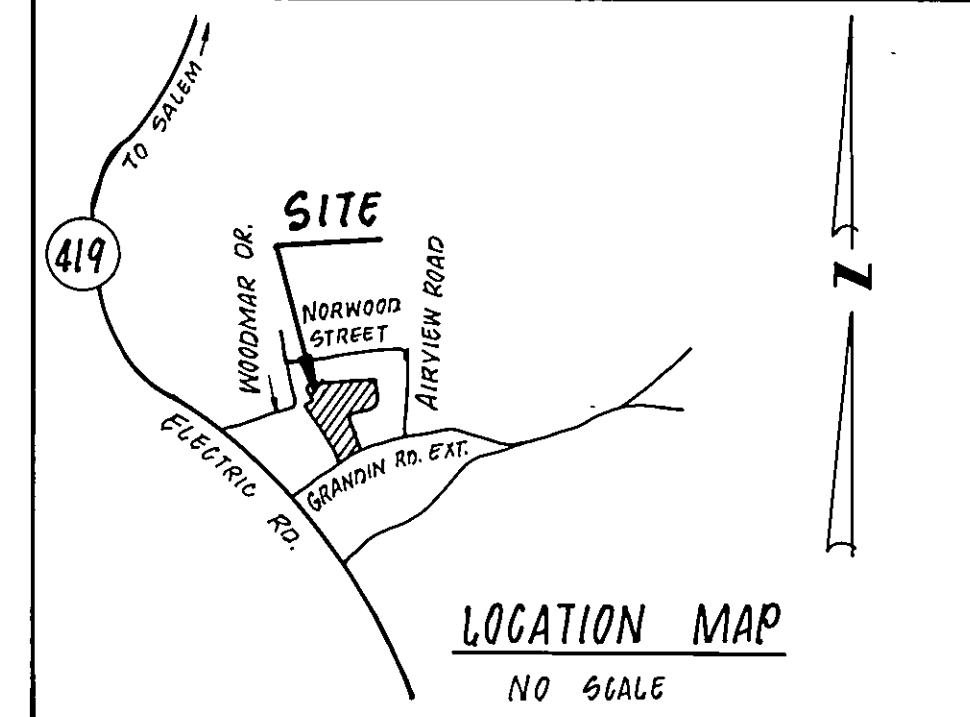 TO SALEM
419
SITE
WOODMAR DR.
NORWOOD
STREET
AIRVIEW ROAD
N
ELECTRIC RD.
GRANDIN RD. EXT.
LOCATION MAP
NO SCALE